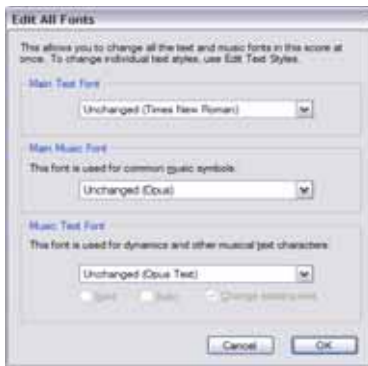 Edit All Fonts
This allows you to change all the text and music fonts in this score at
once. To change individual text styles, use Edit Text Styles.
Main Text Font
Unchanged (Times New Roman)
Main Music Font
This font is used for common music symbols.
Unchanged (Opus)
Music Text Font
This font is used for dynamics and other musical text characters.
Unchanged (Opus Text)
Cancel OK